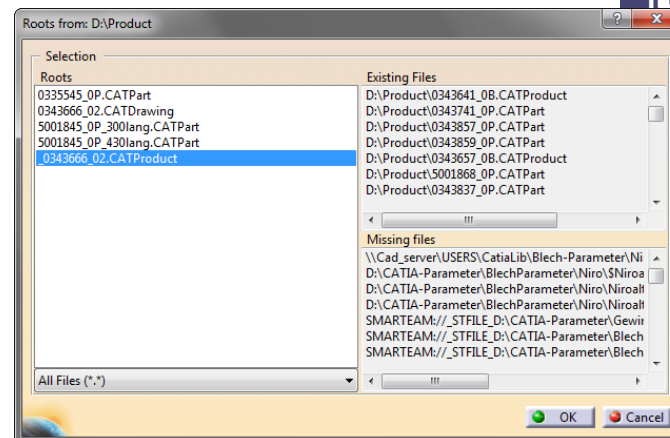 Roots from: D:\Product
Selection
Roots
0335545_0P.CATPart
0343666_02.CATDrawing
5001845_0P_300lang.CATPart
5001845_0P_430lang.CATPart
_0343666_02.CATProduct
All Files (*.*)
Existing Files
D:\Product\0343641_0B.CATProduct
D:\Product\0343741_0P.CATPart
D:\Product\0343857_0P.CATPart
D:\Product\0343859_0P.CATPart
D:\Product\0343657_0B.CATProduct
D:\Product\5001868_0P.CATPart
D:\Product\0343837_0P.CATPart
Missing files
\\Cad_server\USERS\CatiaLib\Blech-Parameter\Ni
D:\CATIA-Parameter\BlechParameter\Niro\$Niroa
D:\CATIA-Parameter\BlechParameter\Niro\Niroalt
D:\CATIA-Parameter\BlechParameter\Niro\Niroalt
SMARTEAM://_STFILE_D:\CATIA-Parameter\Gewir
SMARTEAM://_STFILE_D:\CATIA-Parameter\Blech
SMARTEAM://_STFILE_D:\CATIA-Parameter\Blech
OK
Cancel